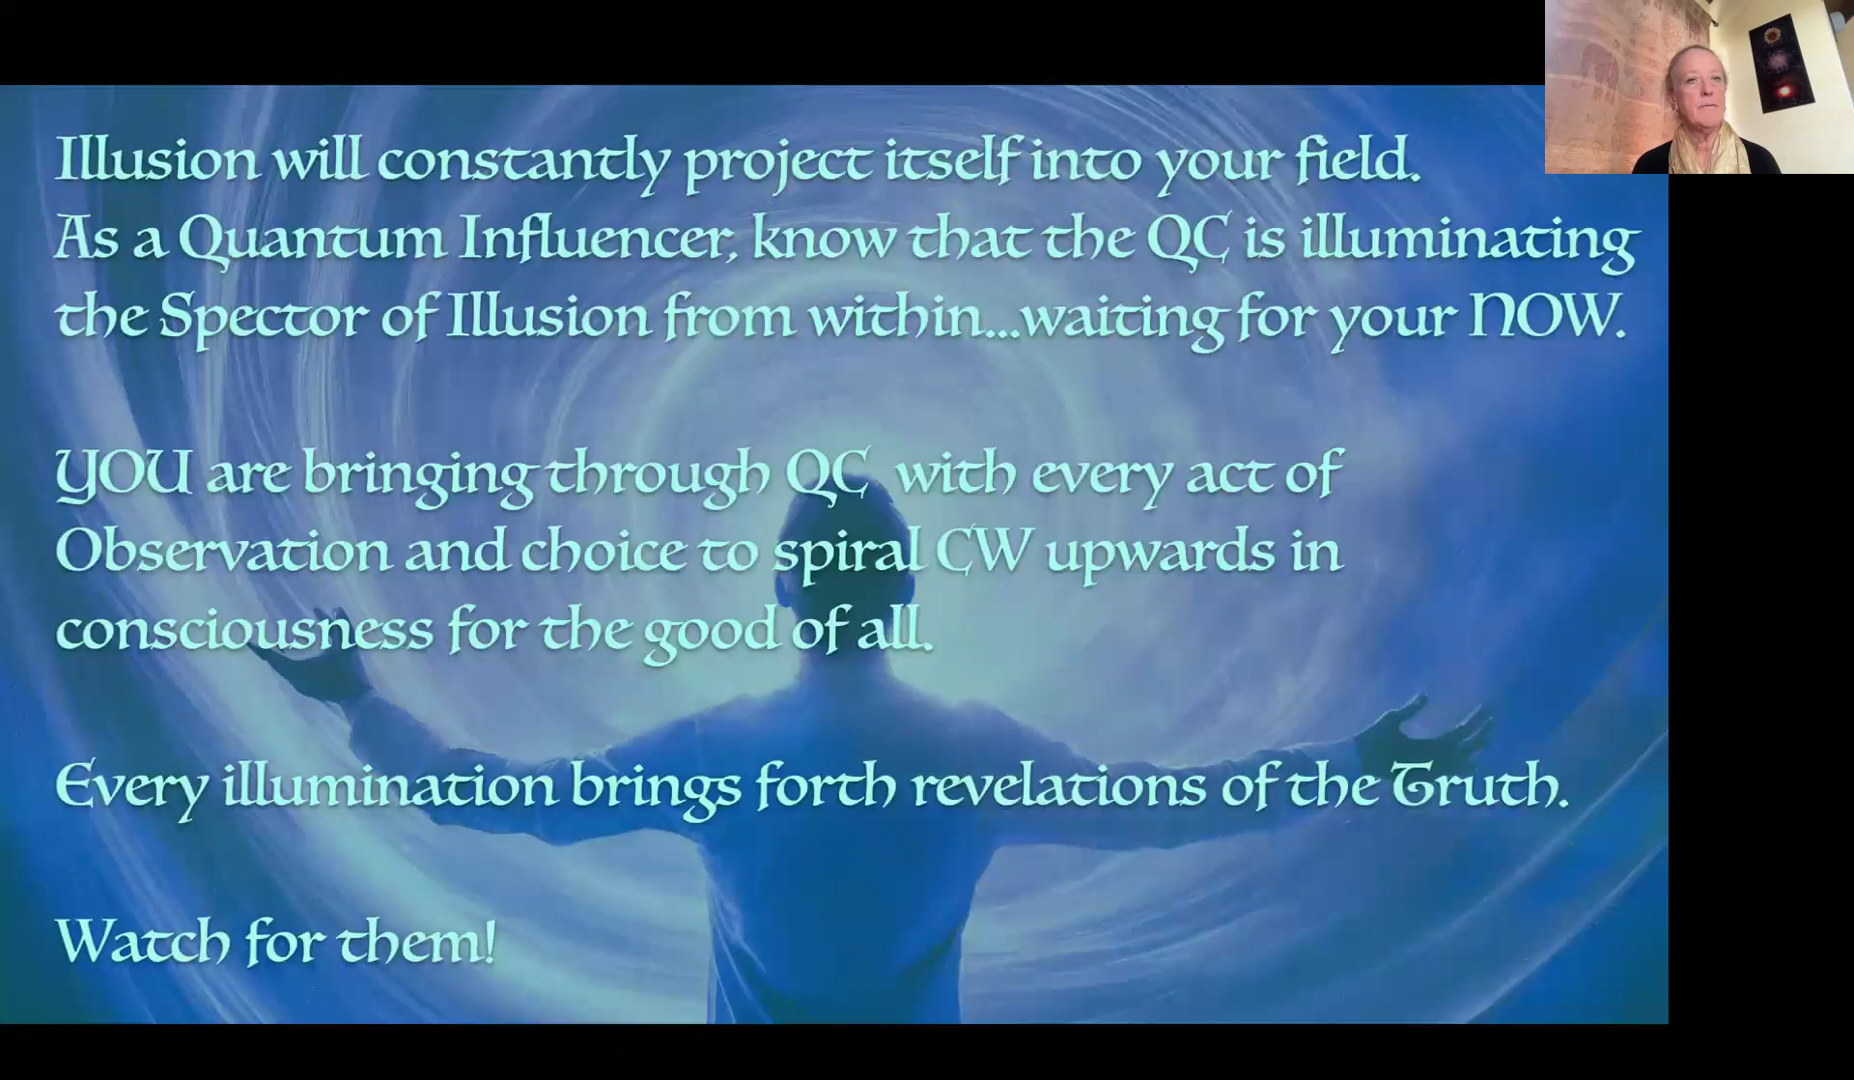 Illusion will constantly project itself into your field.
As a Quantum Influencer, know that the QC is illuminating
the Spector of Illusion from within...waiting for your NOW.
YOU are bringing through QC with every act of
Observation and choice to spiral CW upwards in
consciousness for the good of all.
Every illumination brings forth revelations of the Truth.
Watch for them!